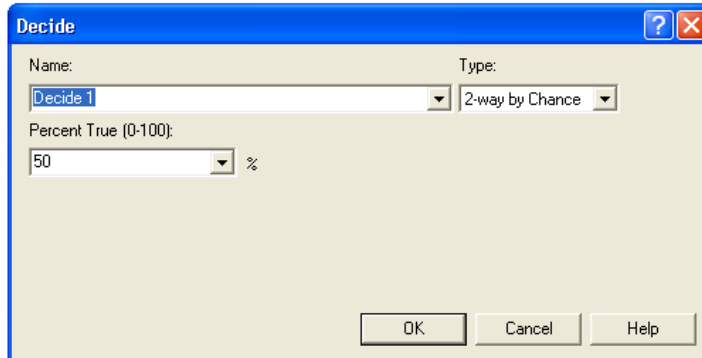 Decide
Name: Type:
Decide 1 2-way by Chance
Percent True (0-100):
50 %
OK Cancel Help